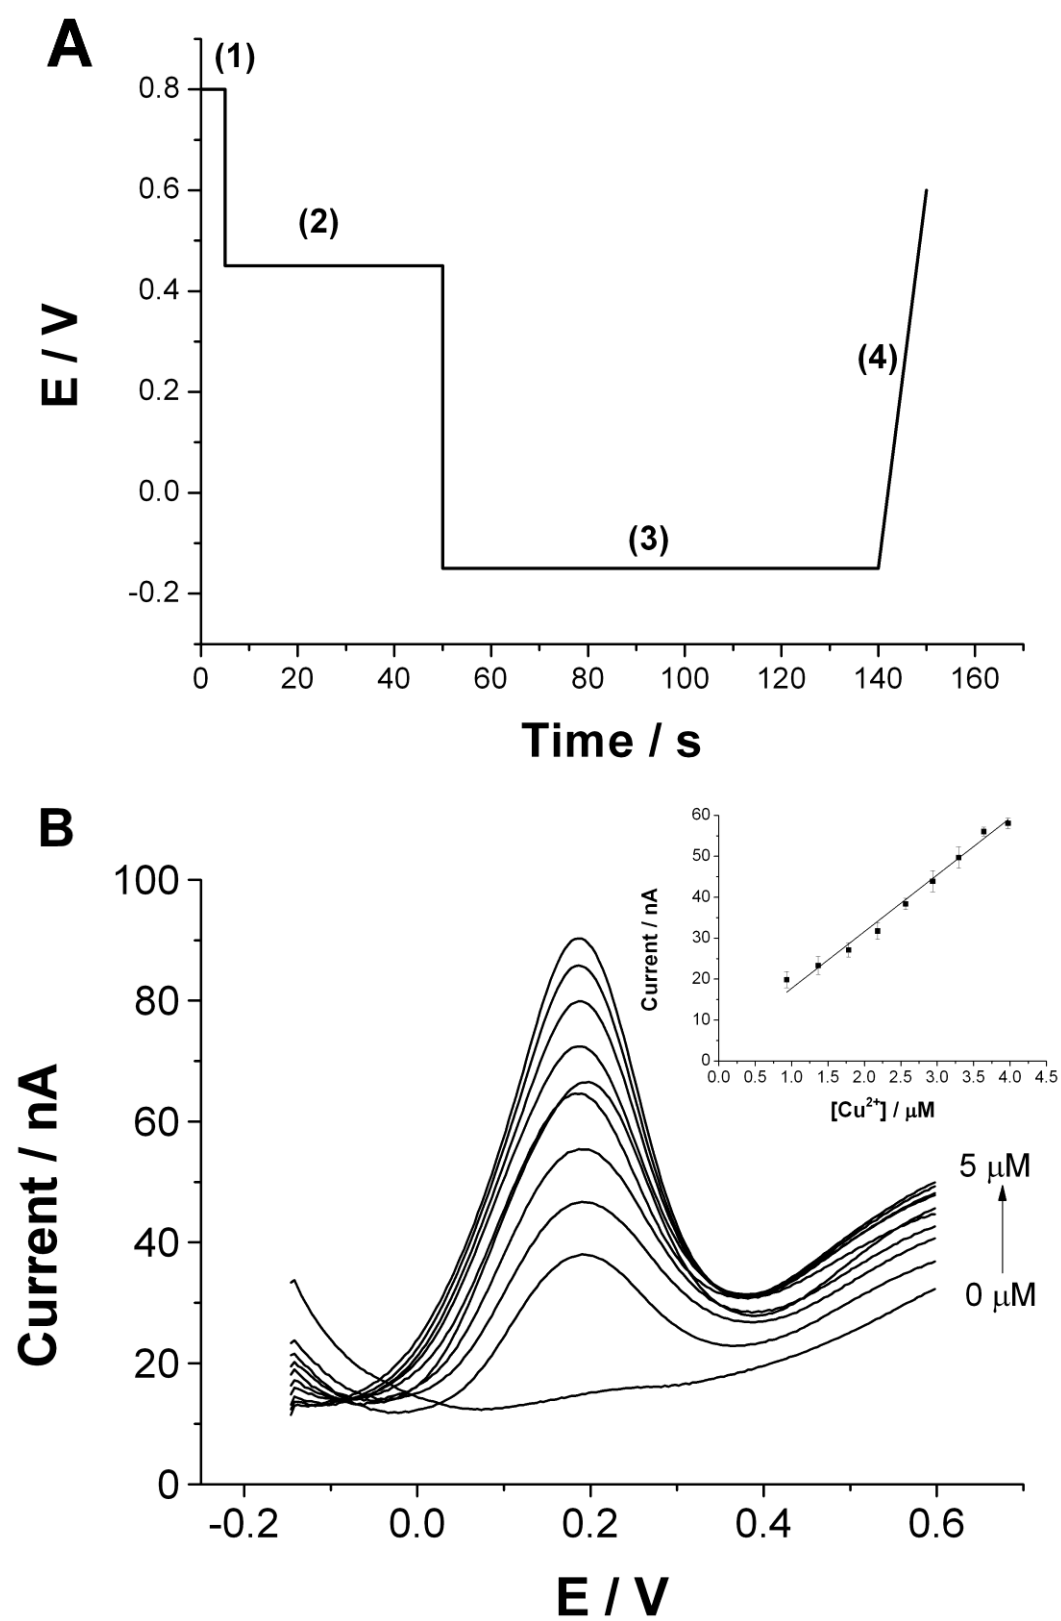 A
(1)
0.8
0.6
(2)
0.4
E / V
(4)
0.2
0.0
(3)
-0.2
0 20 40 60 80 100 120 140 160
Time / s
B
60
50
40
30
20
10
0
Current / nA
0.0 0.5 1.0 1.5 2.0 2.5 3.0 3.5 4.0 4.5
[Cu²⁺] / μM
100
80
60
40
20
0
Current / nA
5 μM
0 μM
-0.2 0.0 0.2 0.4 0.6
E / V